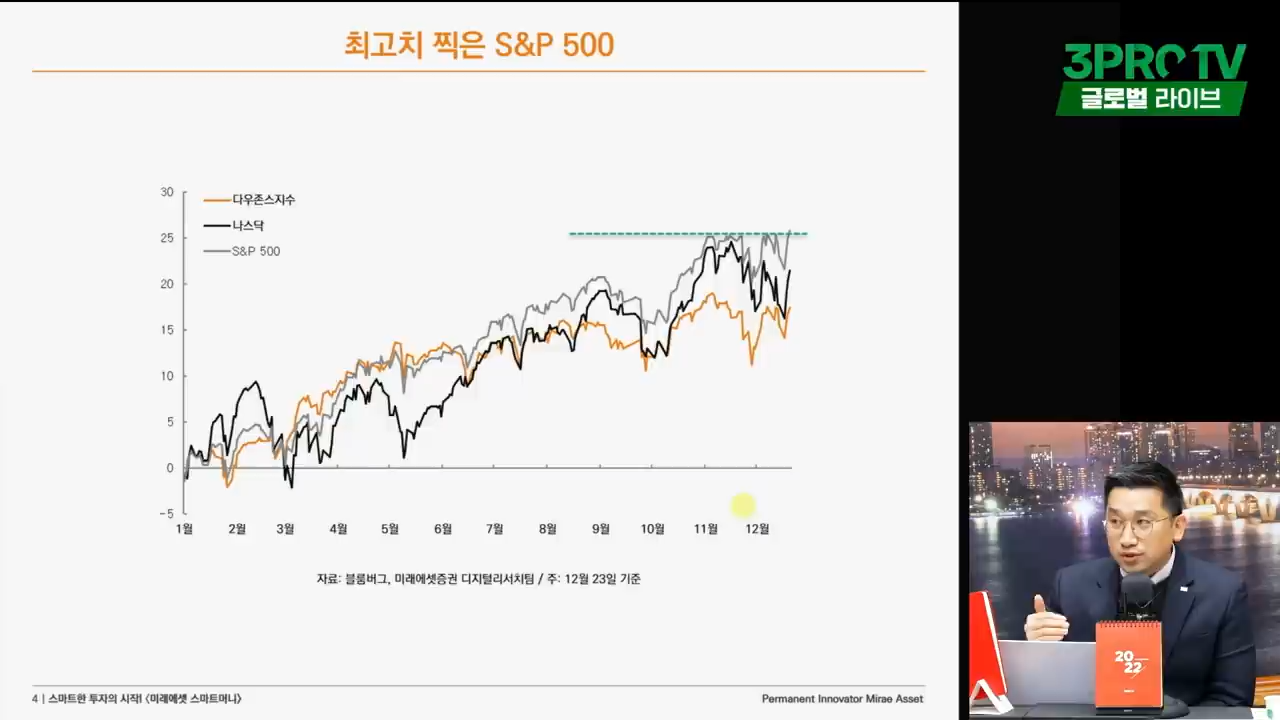 최고치 찍은 S&P 500
3PRO TV
글로벌 라이브
30
25
20
15
10
5
0
-5
다우존스지수
나스닥
S&P 500
1월 2월 3월 4월 5월 6월 7월 8월 9월 10월 11월 12월
자료: 블룸버그, 미래에셋증권 디지털리서치팀 / 주: 12월 23일 기준
4 | 스마트한 투자의 시작! <미래에셋 스마트머니>
Permanent Innovator Mirae Asset
20
22